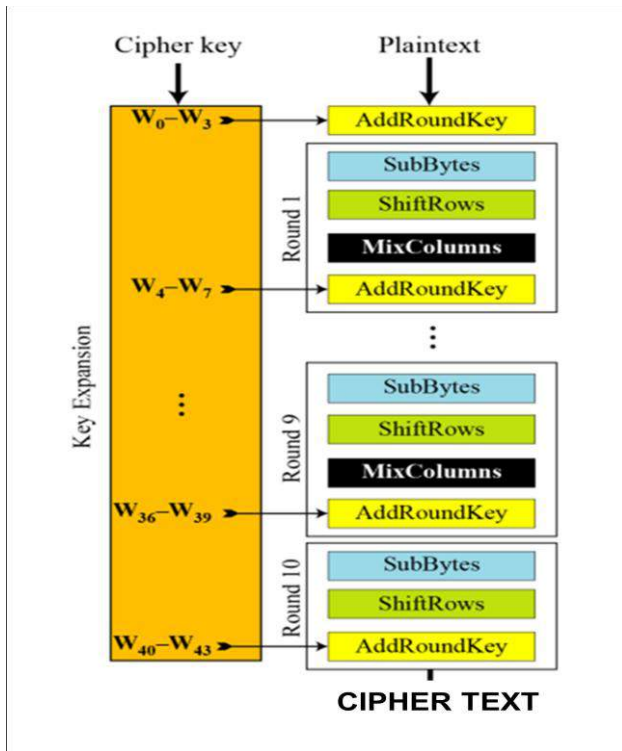 Cipher key
Plaintext
W₀–W₃
AddRoundKey
Round 1
SubBytes
ShiftRows
MixColumns
W₄–W₇
AddRoundKey
⋮
Key Expansion
⋮
Round 9
SubBytes
ShiftRows
MixColumns
W₃₆–W₃₉
AddRoundKey
Round 10
SubBytes
ShiftRows
W₄₀–W₄₃
AddRoundKey
CIPHER TEXT